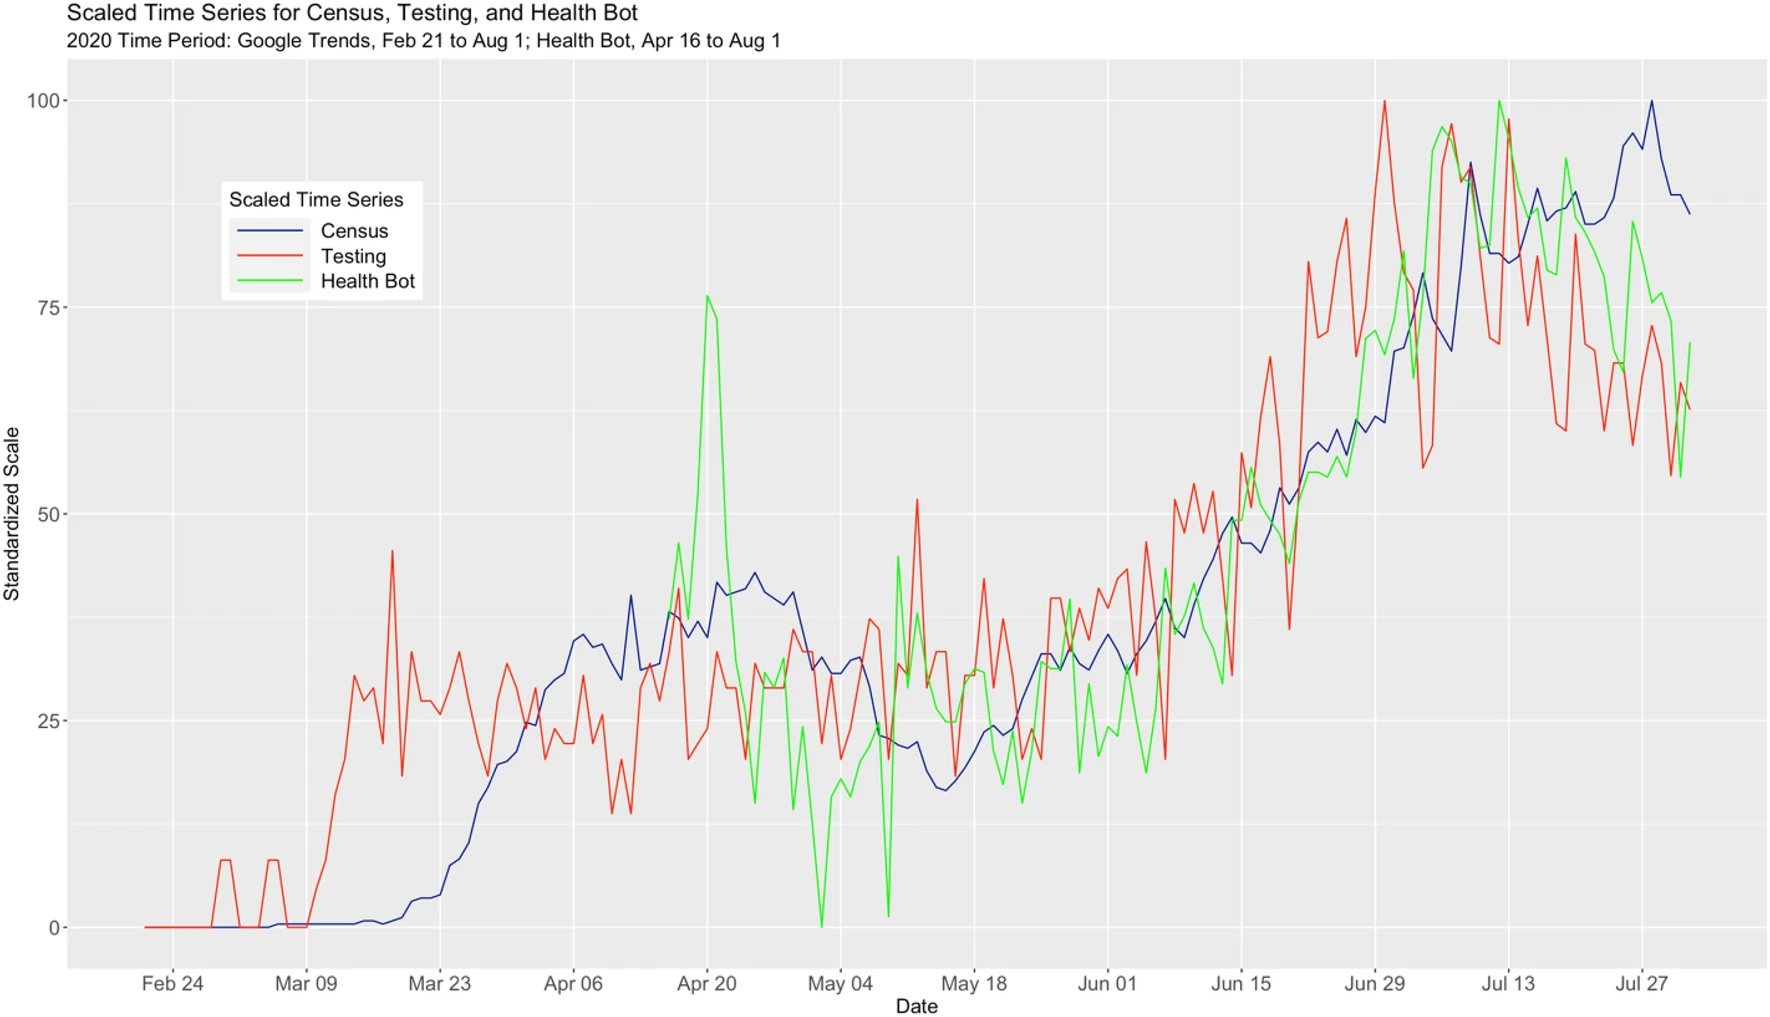 Scaled Time Series for Census, Testing, and Health Bot
2020 Time Period: Google Trends, Feb 21 to Aug 1; Health Bot, Apr 16 to Aug 1
Standardized Scale
100
75
50
25
0
Scaled Time Series
Census
Testing
Health Bot
Feb 24 Mar 09 Mar 23 Apr 06 Apr 20 May 04 May 18 Jun 01 Jun 15 Jun 29 Jul 13 Jul 27
Date